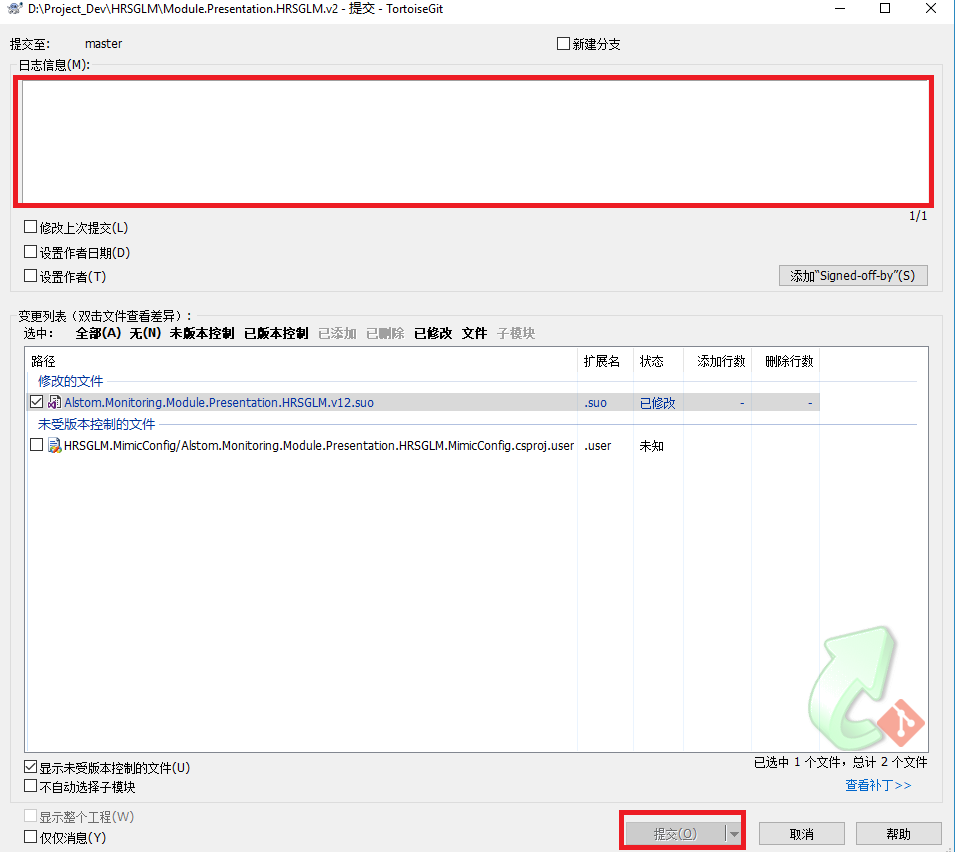 D:\Project_Dev\HRSGLM\Module.Presentation.HRSGLM.v2 - 提交 - TortoiseGit
提交至: master 新建分支
日志信息(M):
1/1
修改上次提交(L)
设置作者日期(D)
设置作者(T) 添加"Signed-off-by"(S)
变更列表（双击文件查看差异）:
选中: 全部(A) 无(N) 未版本控制 已版本控制 已添加 已删除 已修改 文件 子模块
路径 扩展名 状态 添加行数 删除行数
修改的文件
Alstom.Monitoring.Module.Presentation.HRSGLM.v12.suo .suo 已修改 - -
未受版本控制的文件
HRSGLM.MimicConfig/Alstom.Monitoring.Module.Presentation.HRSGLM.MimicConfig.csproj.user .user 未知
显示未受版本控制的文件(U) 已选中 1 个文件，总计 2 个文件
不自动选择子模块 查看补丁>>
显示整个工程(W)
仅仅消息(Y) 提交(O) 取消 帮助